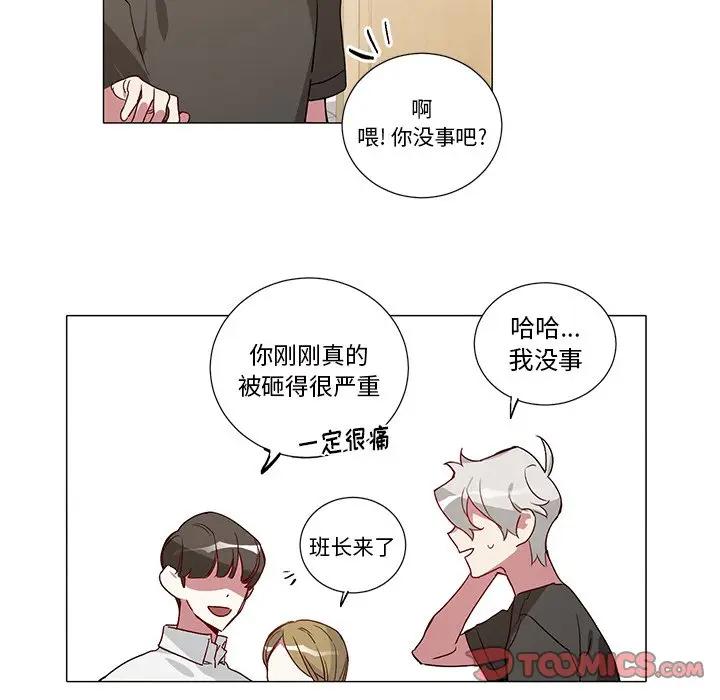 啊
喂! 你没事吧?
你刚刚真的
被砸得很严重
一定很痛
哈哈...
我没事
班长来了
TOOMICS.COM